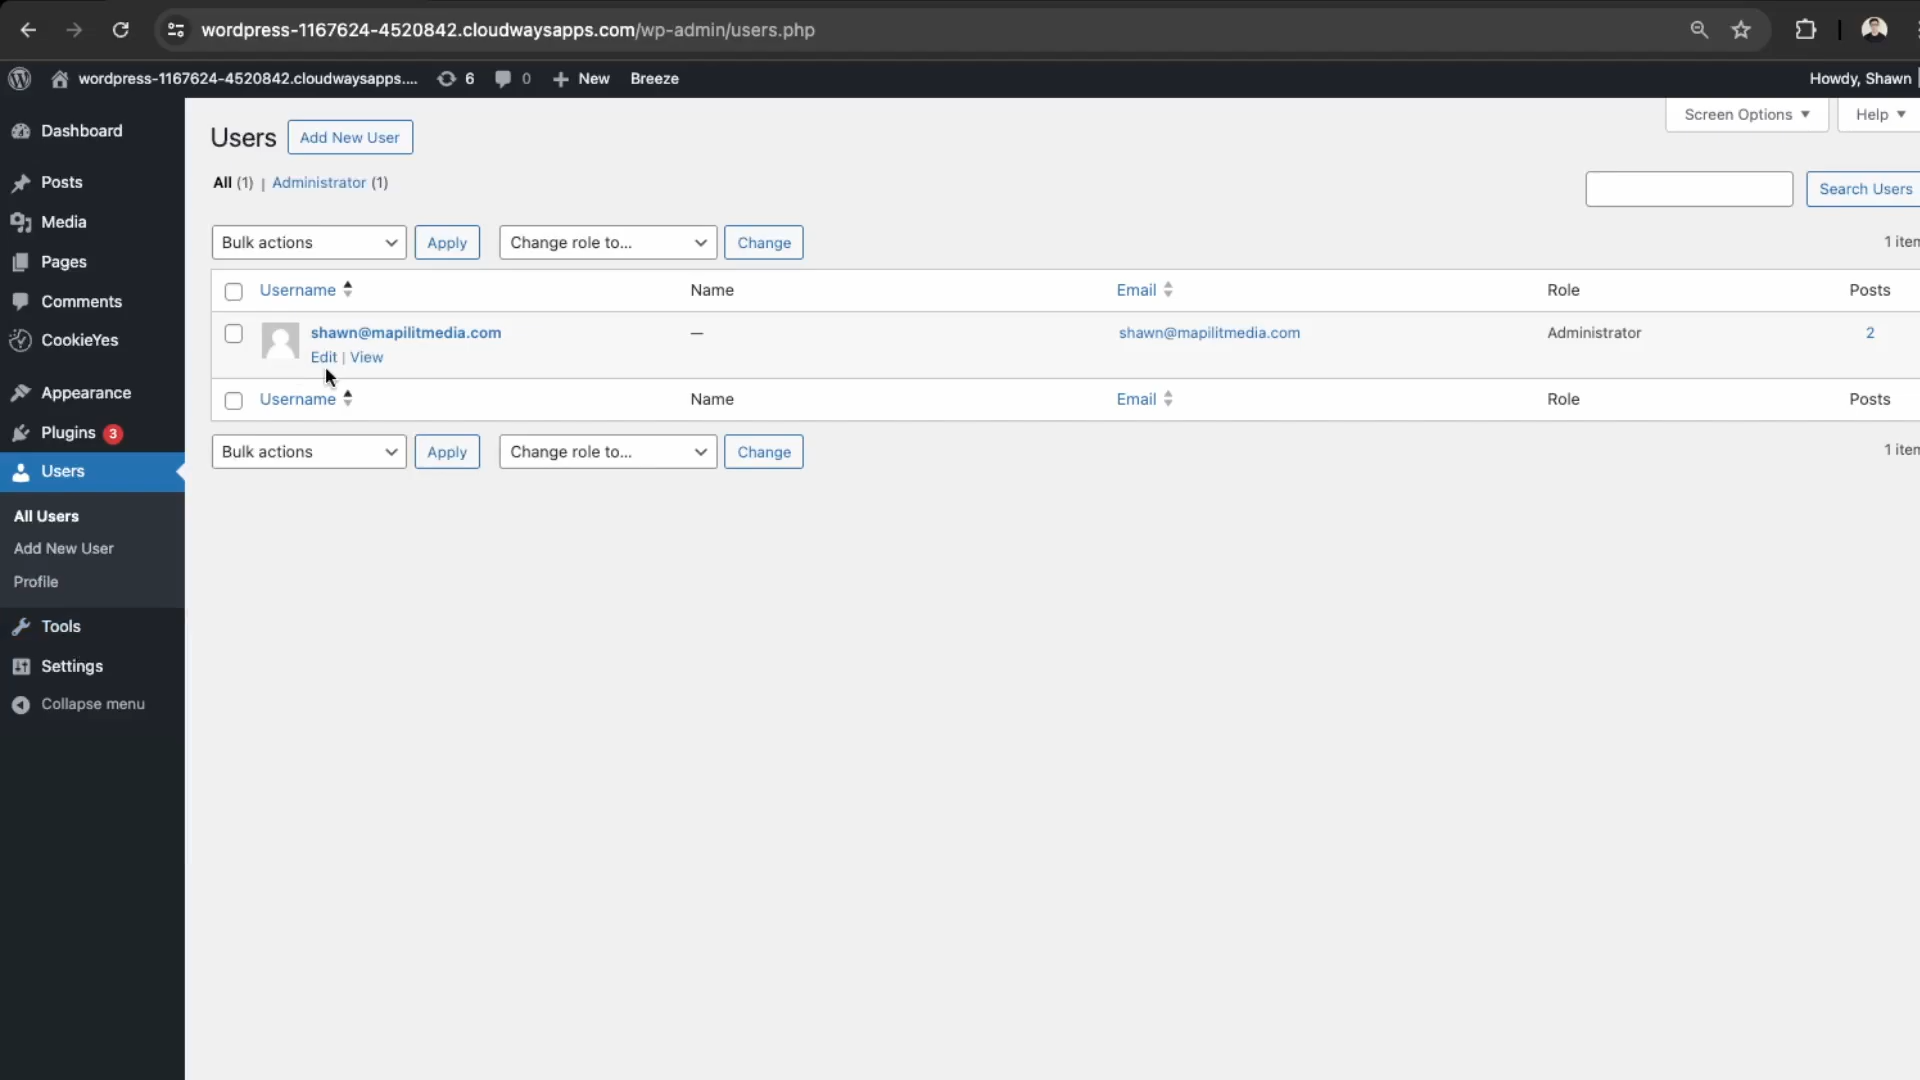 wordpress-1167624-4520842.cloudwaysapps.com/wp-admin/users.php
wordpress-1167624-4520842.cloudwaysapps.... 6 0 New Breeze Howdy, Shawn
Screen Options Help
Dashboard
Posts
Media
Pages
Comments
CookieYes
Appearance
Plugins 3
Users
All Users
Add New User
Profile
Tools
Settings
Collapse menu
Users Add New User
All (1) | Administrator (1)
Search Users
Bulk actions Apply Change role to... Change 1 item
Username Name Email Role Posts
shawn@mapilitmedia.com — shawn@mapilitmedia.com Administrator 2
Edit | View
Username Name Email Role Posts
Bulk actions Apply Change role to... Change 1 item